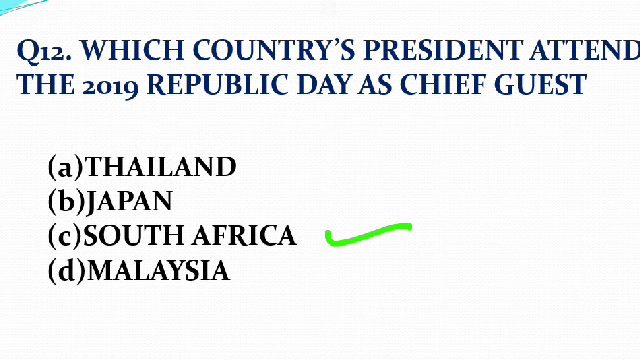 Q12. WHICH COUNTRY'S PRESIDENT ATTEND
THE 2019 REPUBLIC DAY AS CHIEF GUEST
(a)THAILAND
(b)JAPAN
(c)SOUTH AFRICA
(d)MALAYSIA